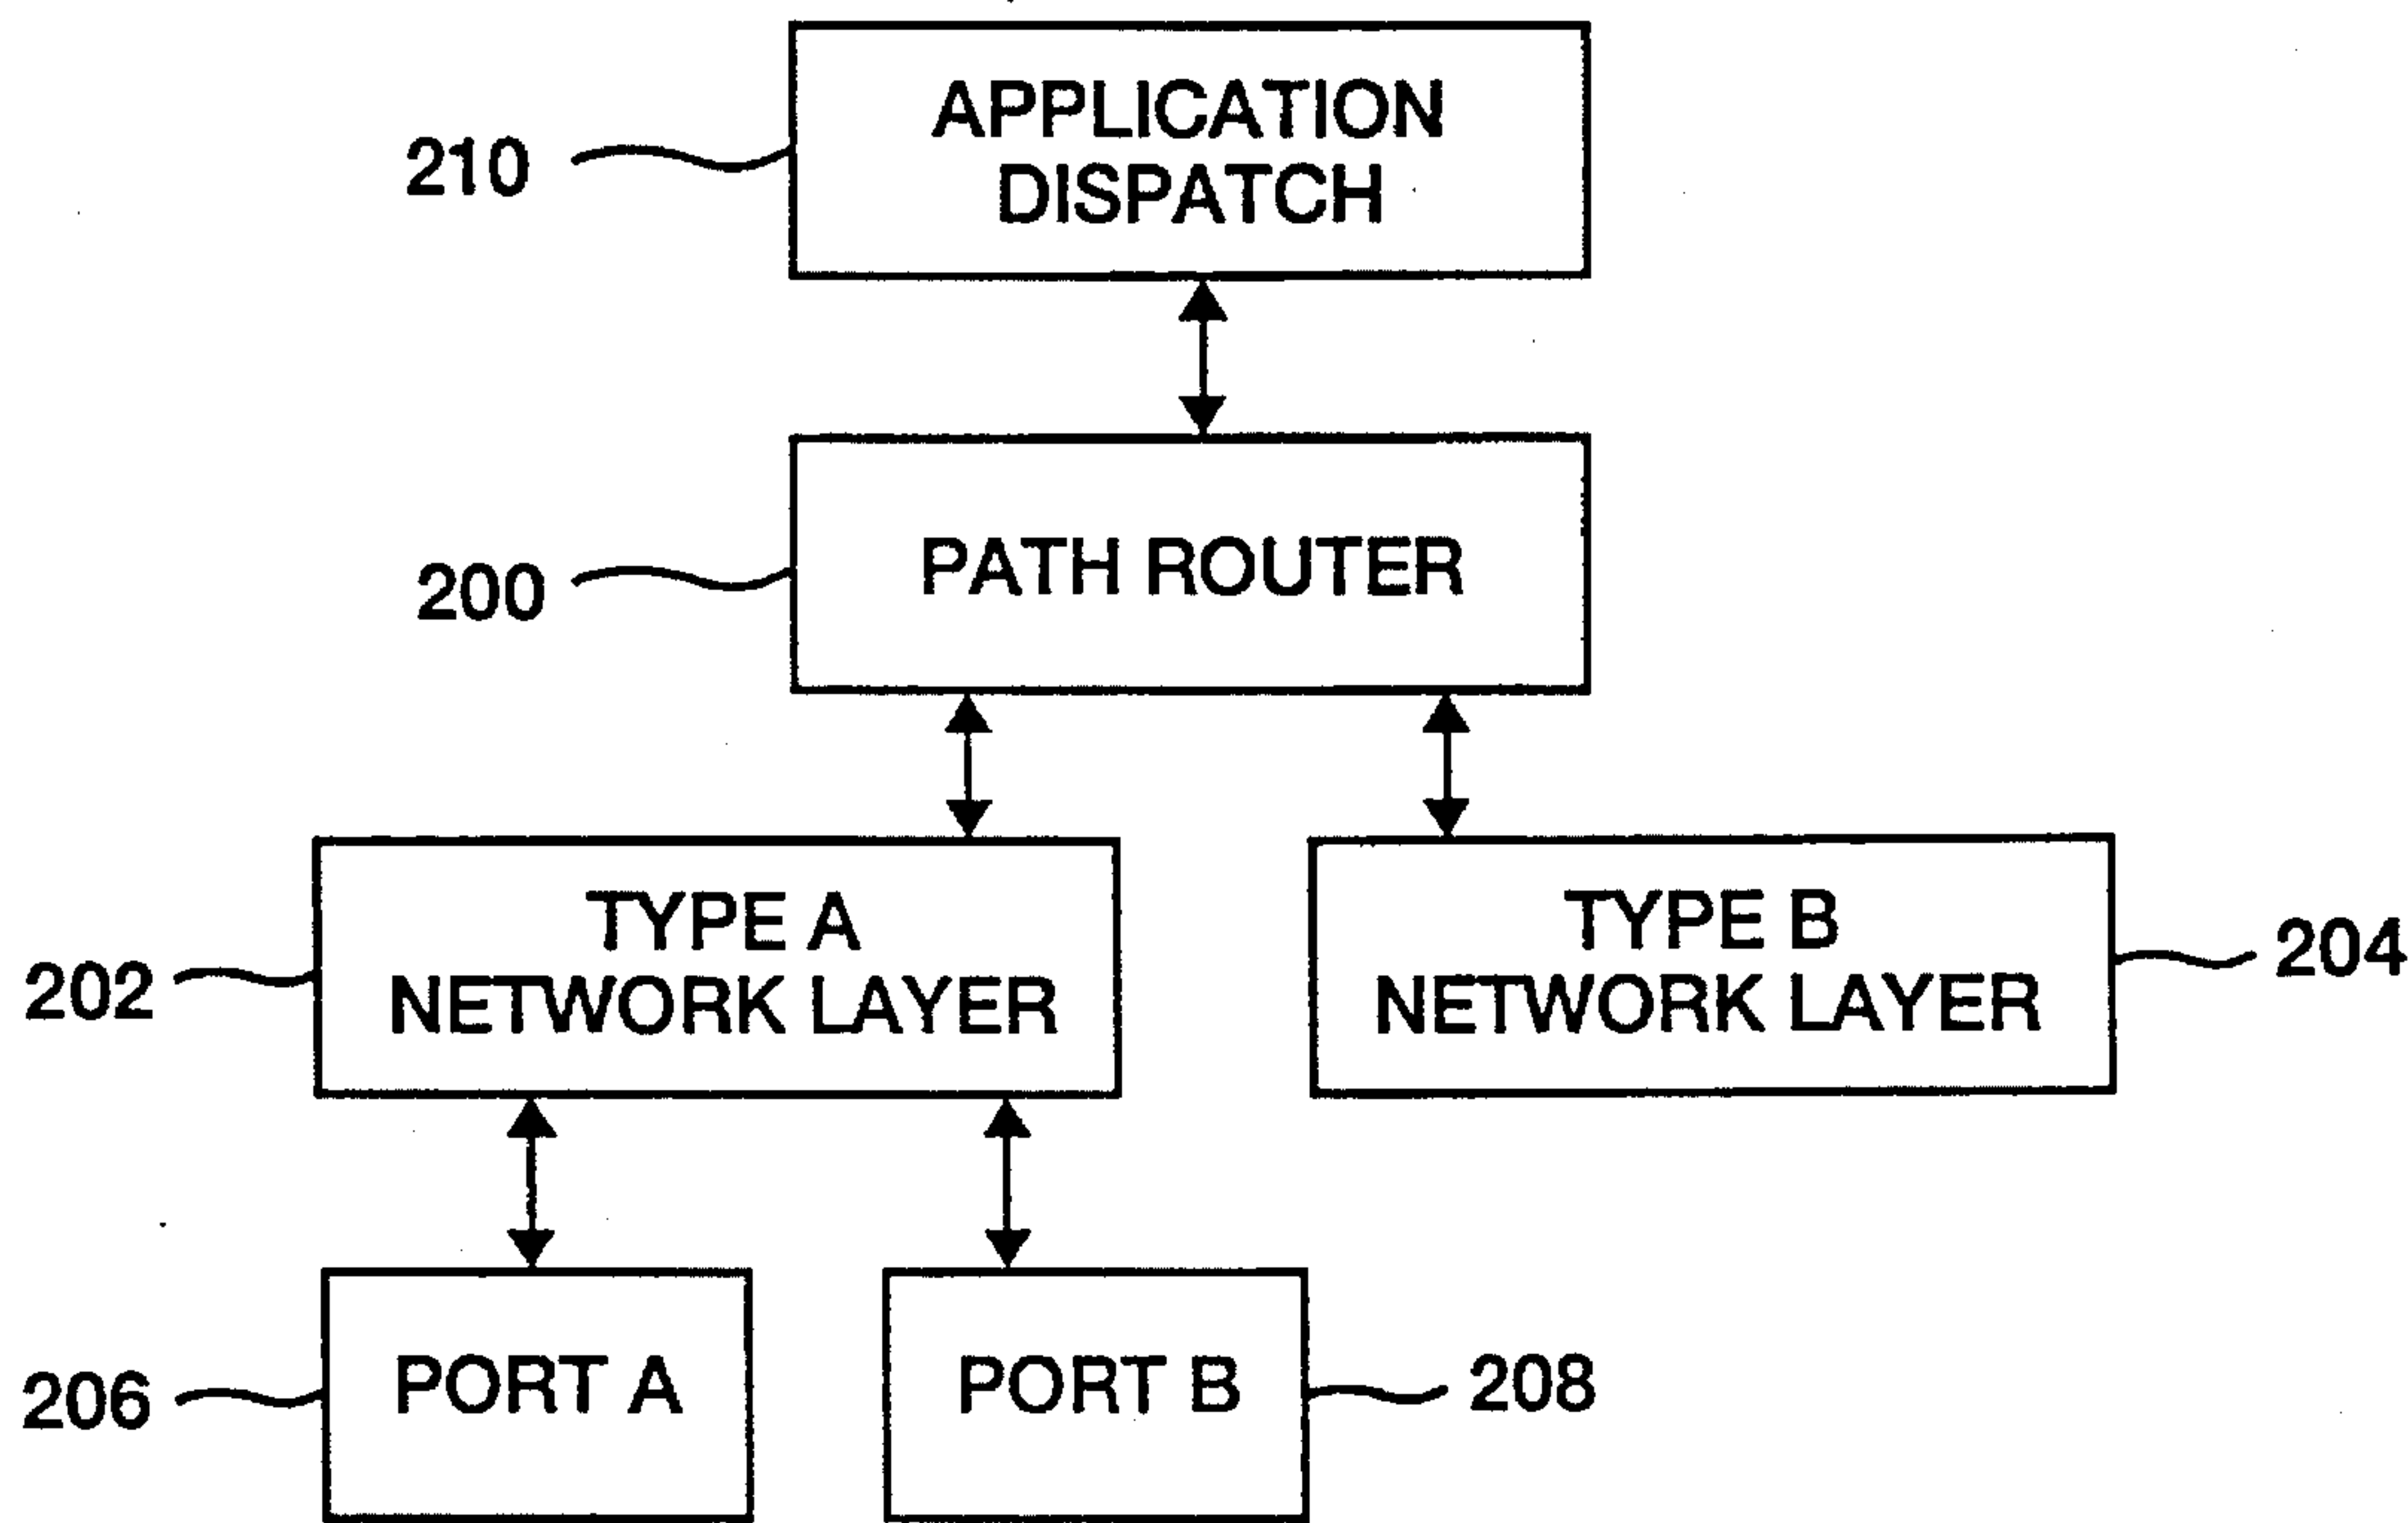 APPLICATION
DISPATCH
210
PATH ROUTER
200
TYPE A
NETWORK LAYER
202
TYPE B
NETWORK LAYER
204
PORT A
206
PORT B
208